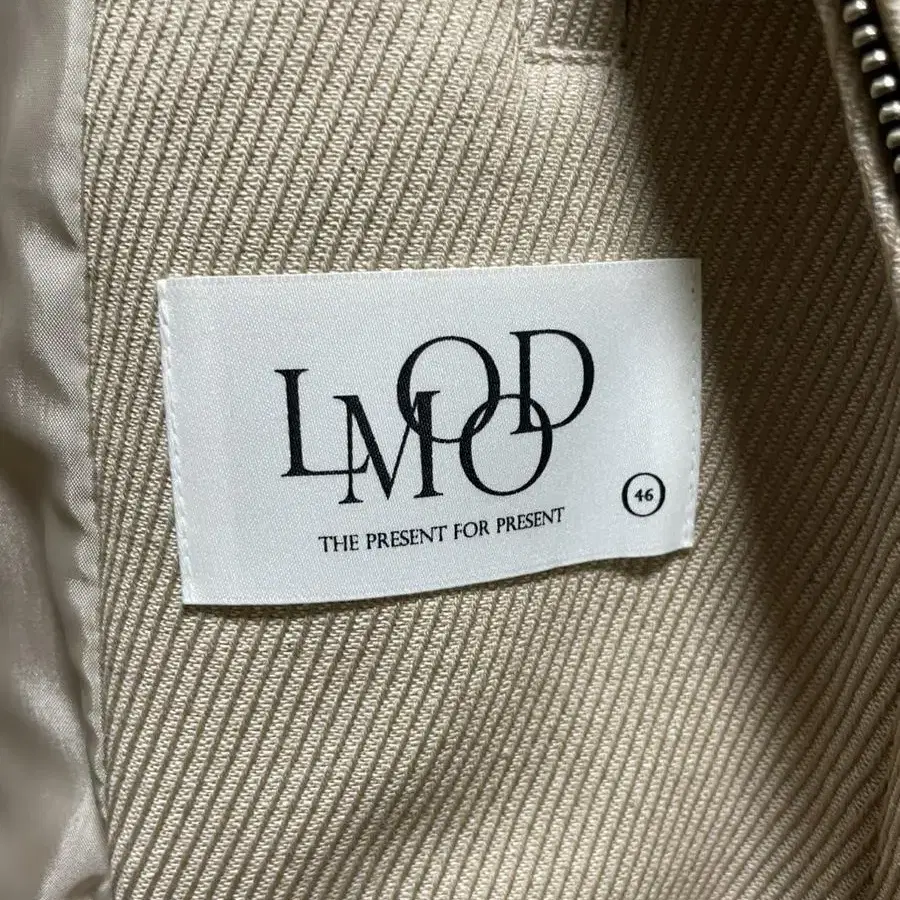 LMOOD
THE PRESENT FOR PRESENT
46